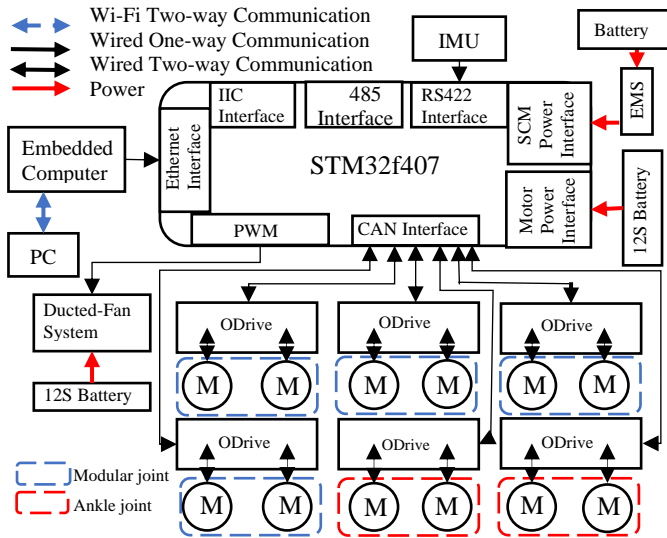 Wi-Fi Two-way Communication
Wired One-way Communication
Wired Two-way Communication
Power
IMU
Battery
EMS
IIC
Interface
485
Interface
RS422
Interface
SCM
Power
Interface
Embedded
Computer
Ethernet
Interface
STM32f407
Motor
Power
Interface
12S Battery
PC
PWM
CAN Interface
Ducted-Fan
System
12S Battery
ODrive
ODrive
ODrive
M
M
M
M
M
M
ODrive
ODrive
ODrive
M
M
M
M
M
M
Modular joint
Ankle joint